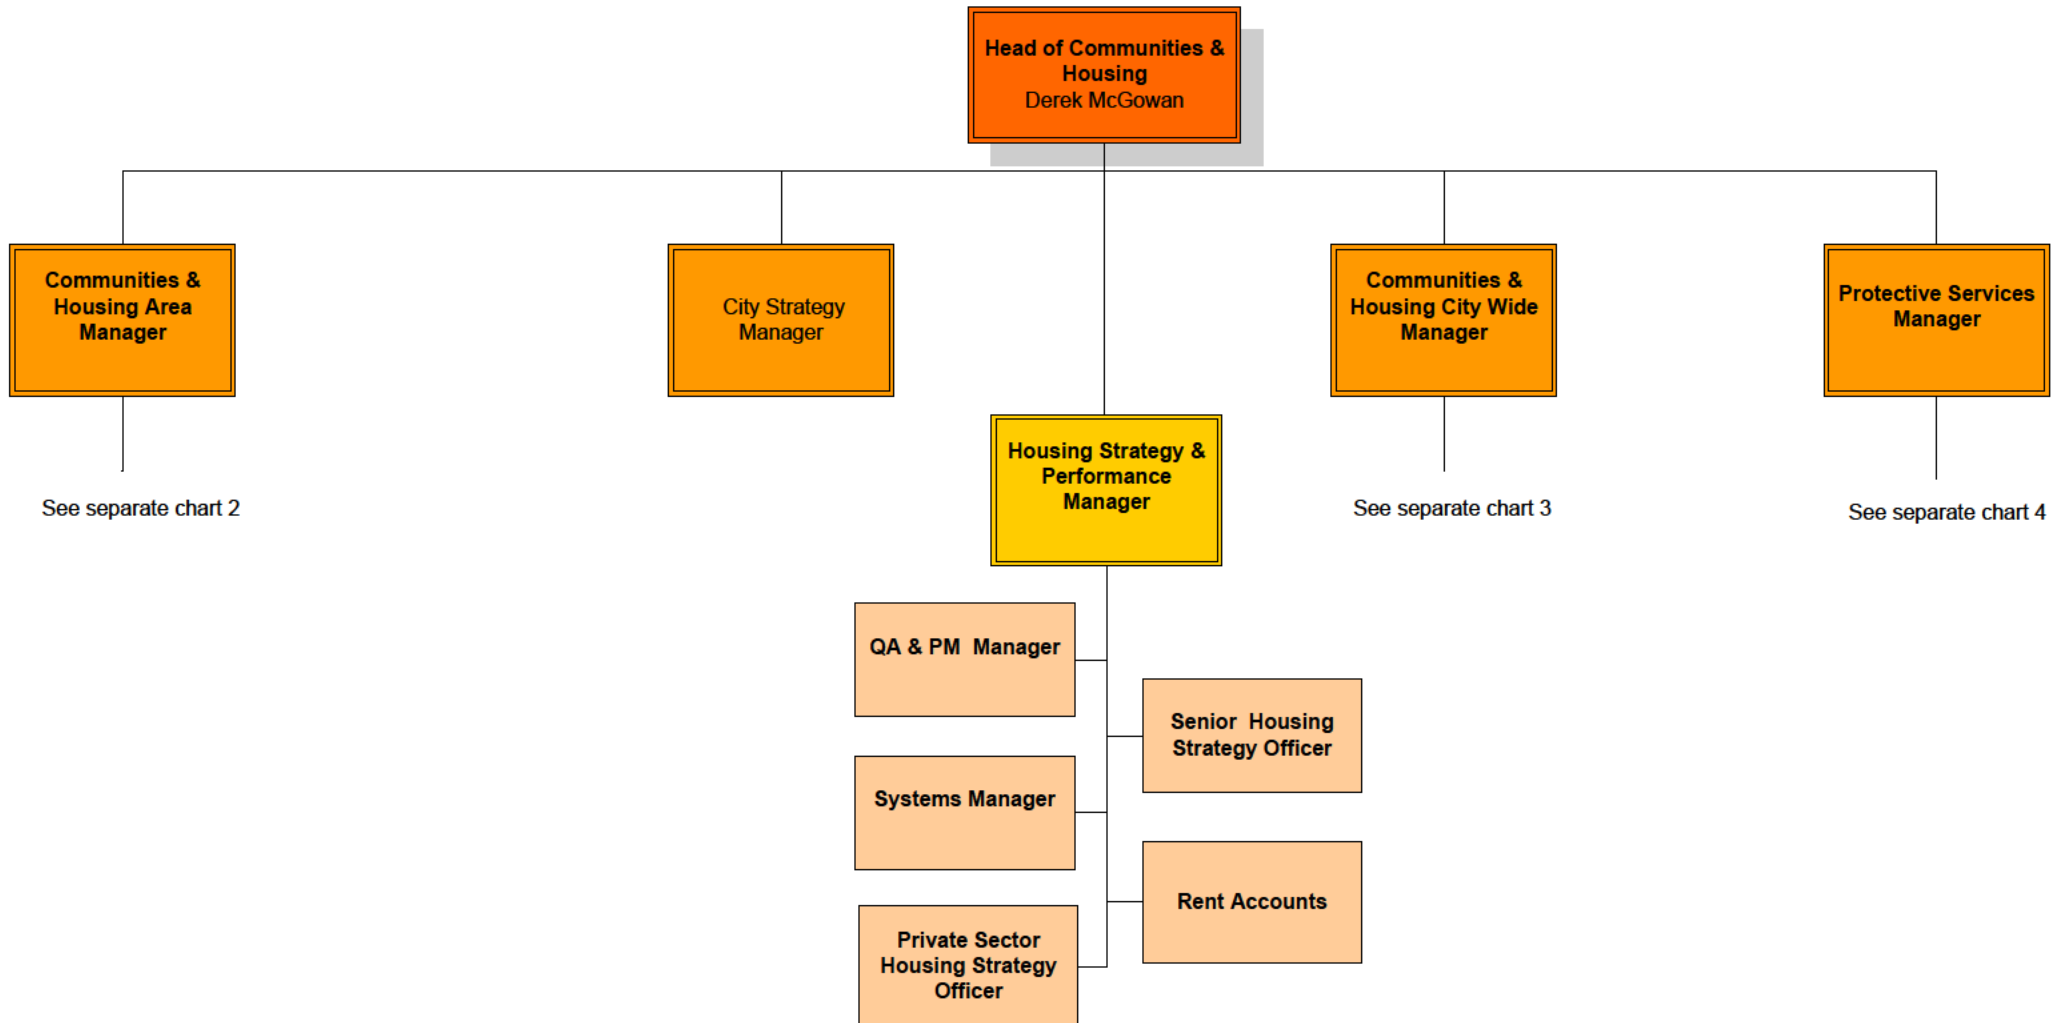 Head of Communities &
Housing
Derek McGowan
Communities &
Housing Area
Manager
City Strategy
Manager
Communities &
Housing City Wide
Manager
Protective Services
Manager
Housing Strategy &
Performance
Manager
See separate chart 2
See separate chart 3
See separate chart 4
QA & PM  Manager
Senior  Housing
Strategy Officer
Systems Manager
Rent Accounts
Private Sector
Housing Strategy
Officer